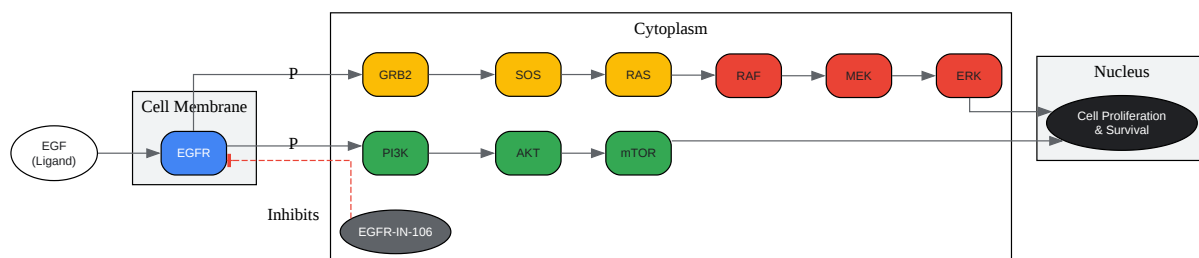 Cytoplasm
Nucleus
Cell Membrane
P
GRB2
SOS
RAS
RAF
MEK
ERK
Cell Proliferation
& Survival
EGF
(Ligand)
EGFR
P
PI3K
AKT
mTOR
Inhibits
EGFR-IN-106